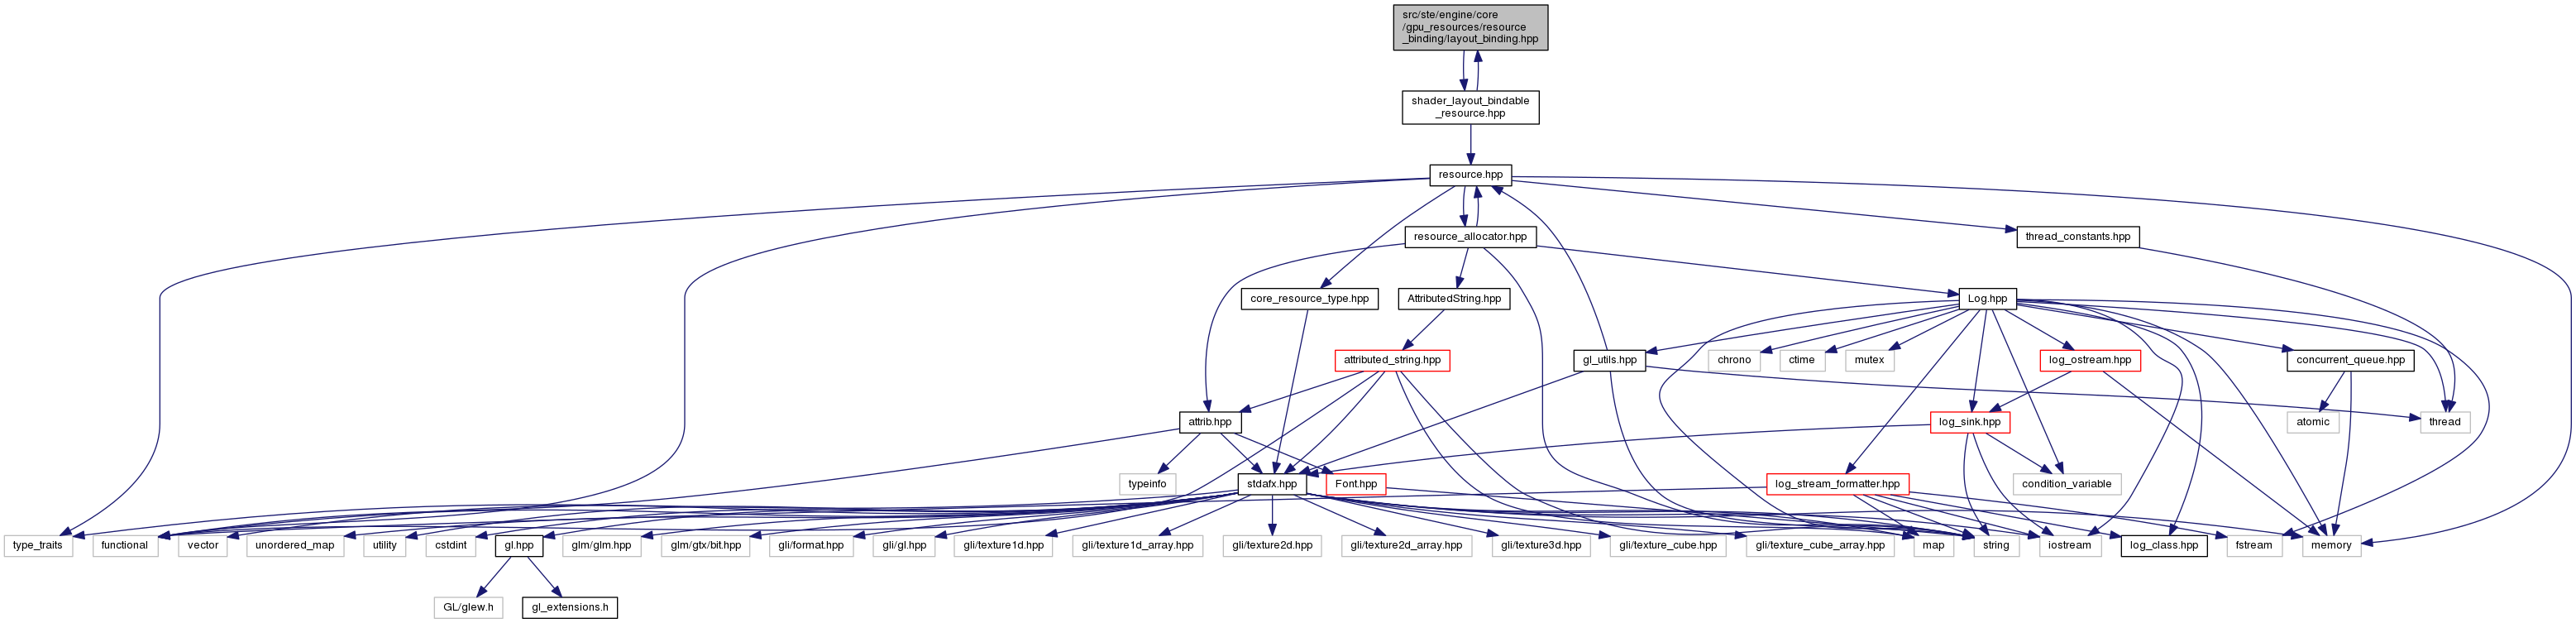 src/ste/engine/core
/gpu_resources/resource
_binding/layout_binding.hpp
shader_layout_bindable
_resource.hpp
resource.hpp
resource_allocator.hpp
thread_constants.hpp
core_resource_type.hpp
AttributedString.hpp
Log.hpp
attributed_string.hpp
gl_utils.hpp
chrono
ctime
mutex
log_ostream.hpp
concurrent_queue.hpp
attrib.hpp
log_sink.hpp
atomic
thread
typeinfo
stdafx.hpp
Font.hpp
log_stream_formatter.hpp
condition_variable
type_traits
functional
vector
unordered_map
utility
cstdint
gl.hpp
glm/glm.hpp
glm/gtx/bit.hpp
gli/format.hpp
gli/gl.hpp
gli/texture1d.hpp
gli/texture1d_array.hpp
gli/texture2d.hpp
gli/texture2d_array.hpp
gli/texture3d.hpp
gli/texture_cube.hpp
gli/texture_cube_array.hpp
map
string
iostream
log_class.hpp
fstream
memory
GL/glew.h
gl_extensions.h